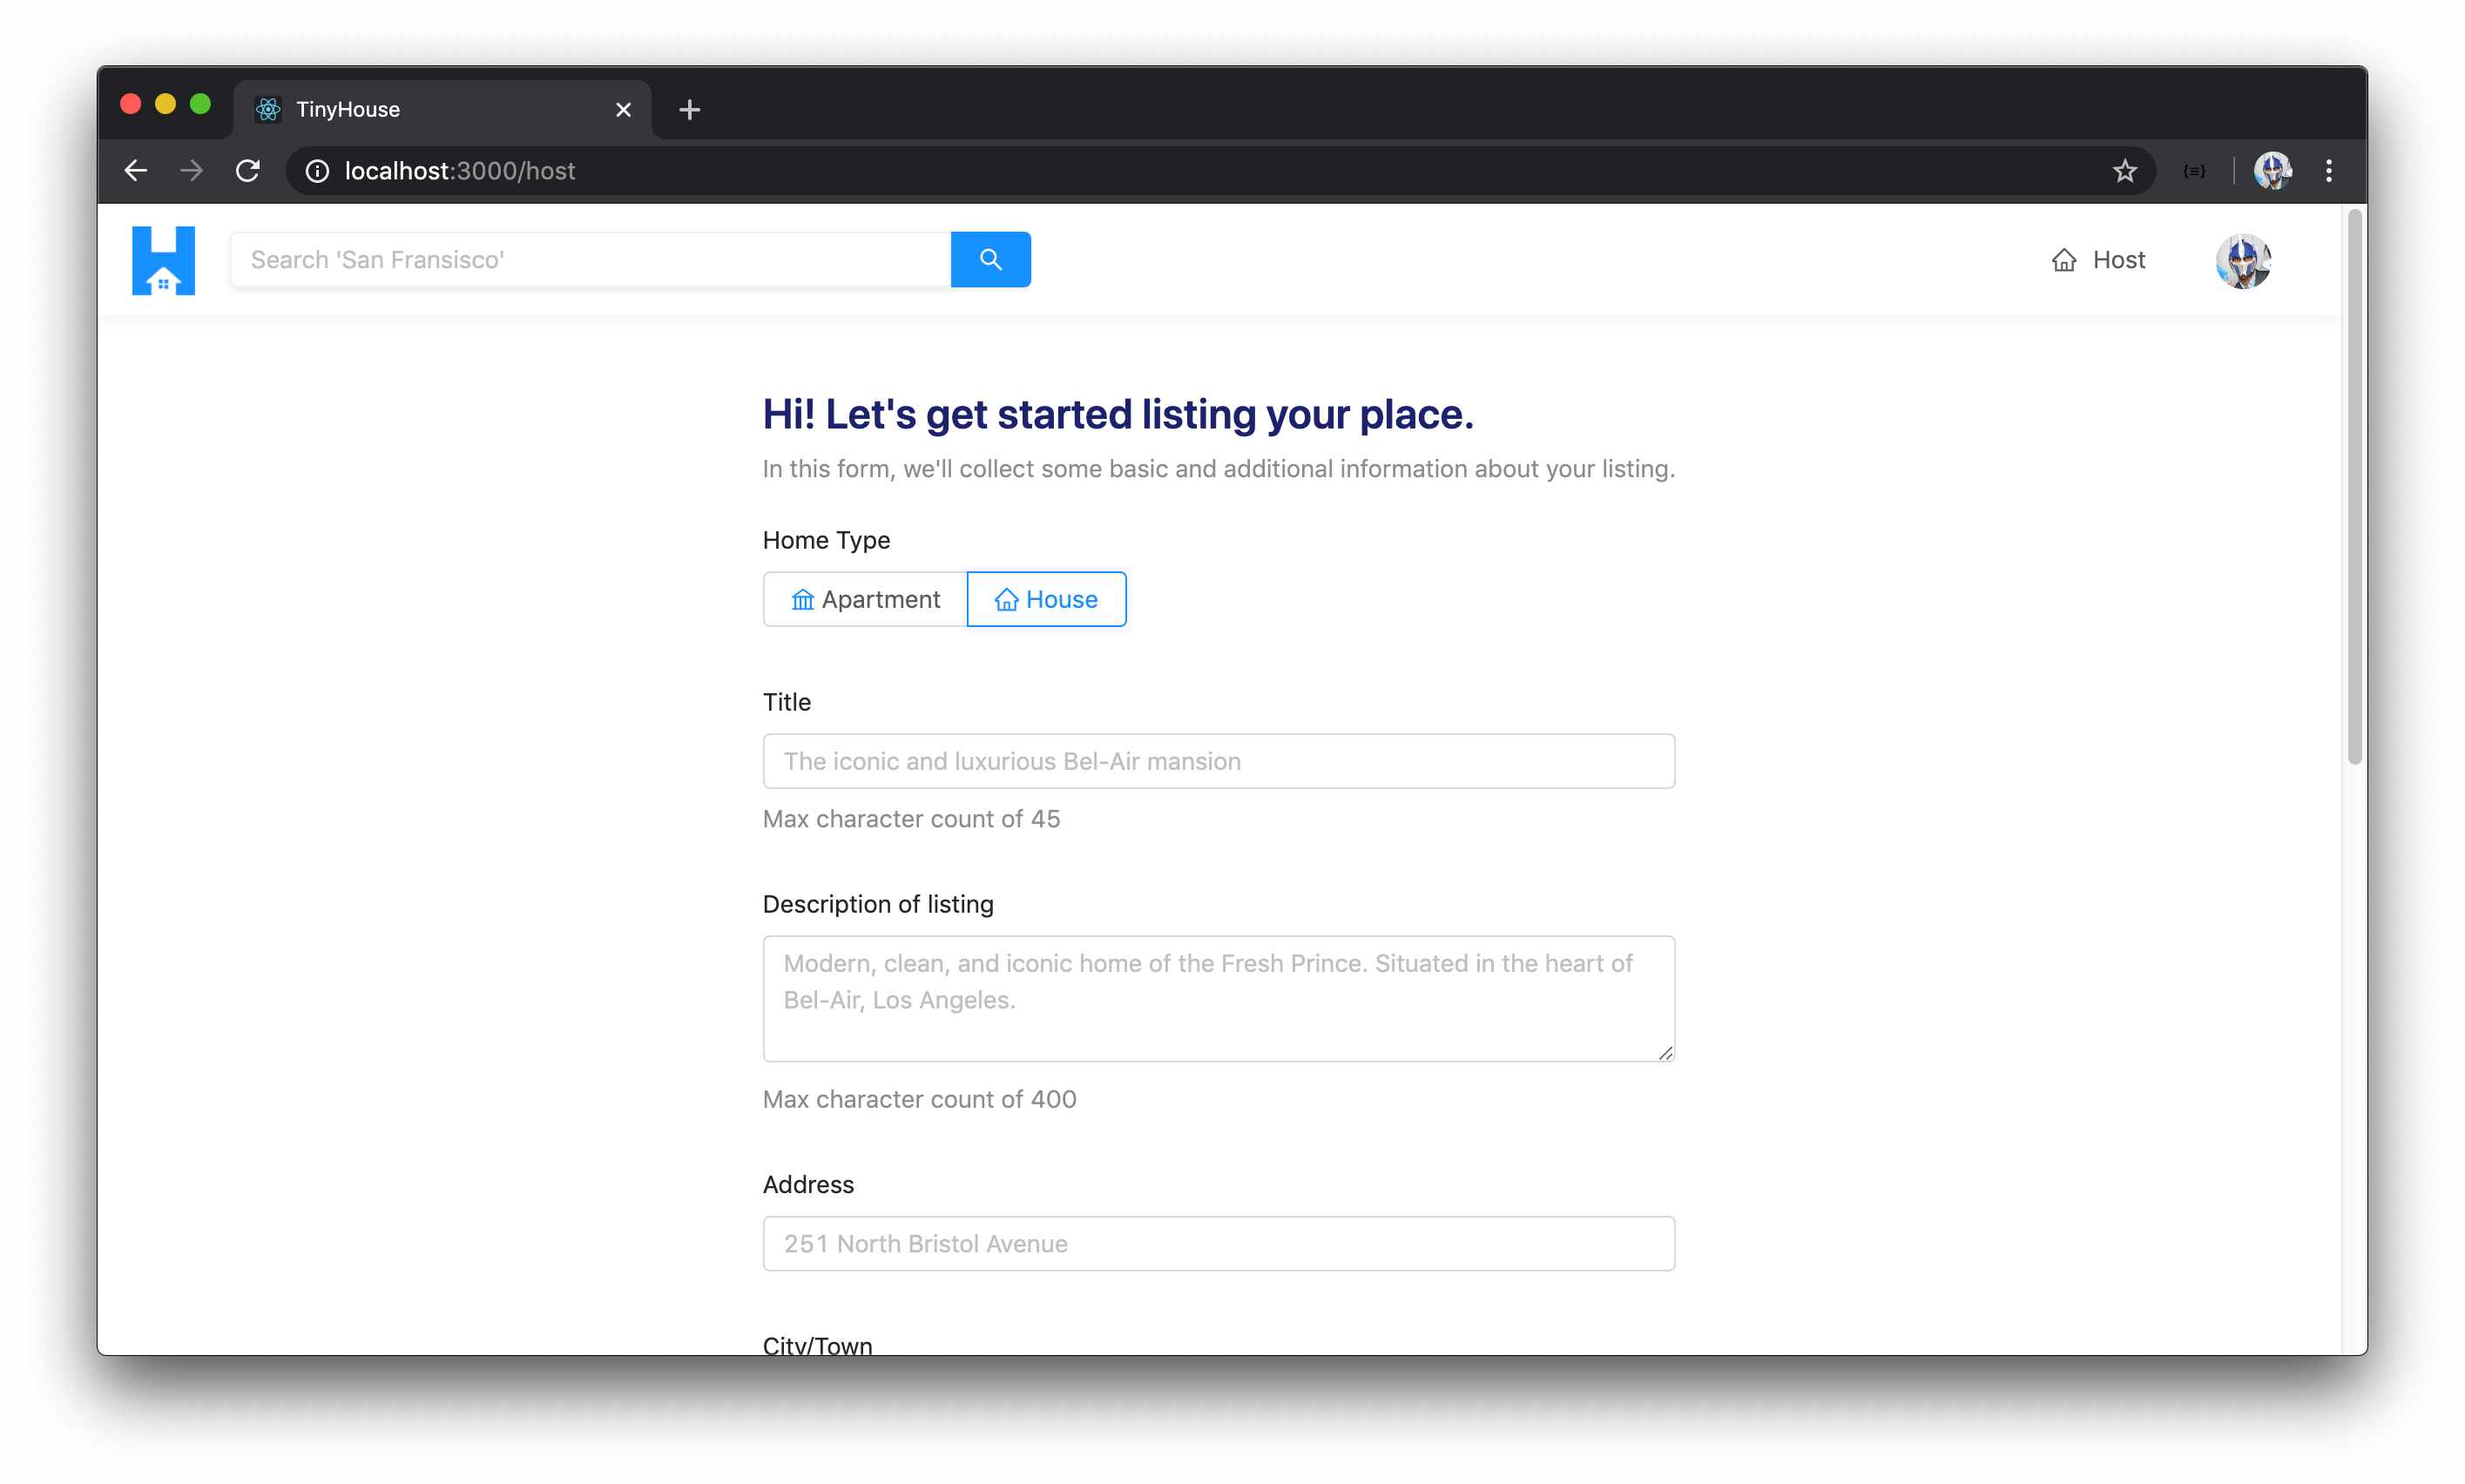 TinyHouse
localhost:3000/host
Search 'San Fransisco'
Host
Hi! Let's get started listing your place.
In this form, we'll collect some basic and additional information about your listing.
Home Type
Apartment
House
Title
The iconic and luxurious Bel-Air mansion
Max character count of 45
Description of listing
Modern, clean, and iconic home of the Fresh Prince. Situated in the heart of
Bel-Air, Los Angeles.
Max character count of 400
Address
251 North Bristol Avenue
City/Town